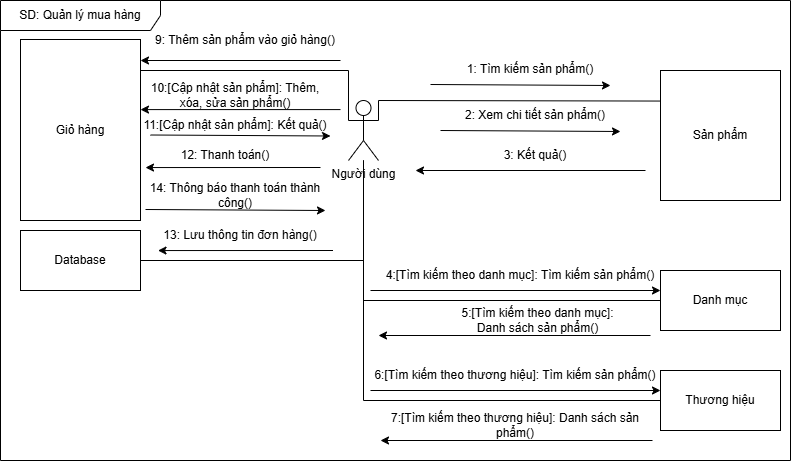 SD: Quản lý mua hàng
9: Thêm sản phẩm vào giỏ hàng()
1: Tìm kiếm sản phẩm()
10:[Cập nhật sản phẩm]: Thêm,
xóa, sửa sản phẩm()
2: Xem chi tiết sản phẩm()
Giỏ hàng
11:[Cập nhật sản phẩm]: Kết quả()
Sản phẩm
12: Thanh toán()
3: Kết quả()
Người dùng
14: Thông báo thanh toán thành
công()
13: Lưu thông tin đơn hàng()
Database
4:[Tìm kiếm theo danh mục]: Tìm kiếm sản phẩm()
Danh mục
5:[Tìm kiếm theo danh mục]:
Danh sách sản phẩm()
6:[Tìm kiếm theo thương hiệu]: Tìm kiếm sản phẩm()
Thương hiệu
7:[Tìm kiếm theo thương hiệu]: Danh sách sản
phẩm()